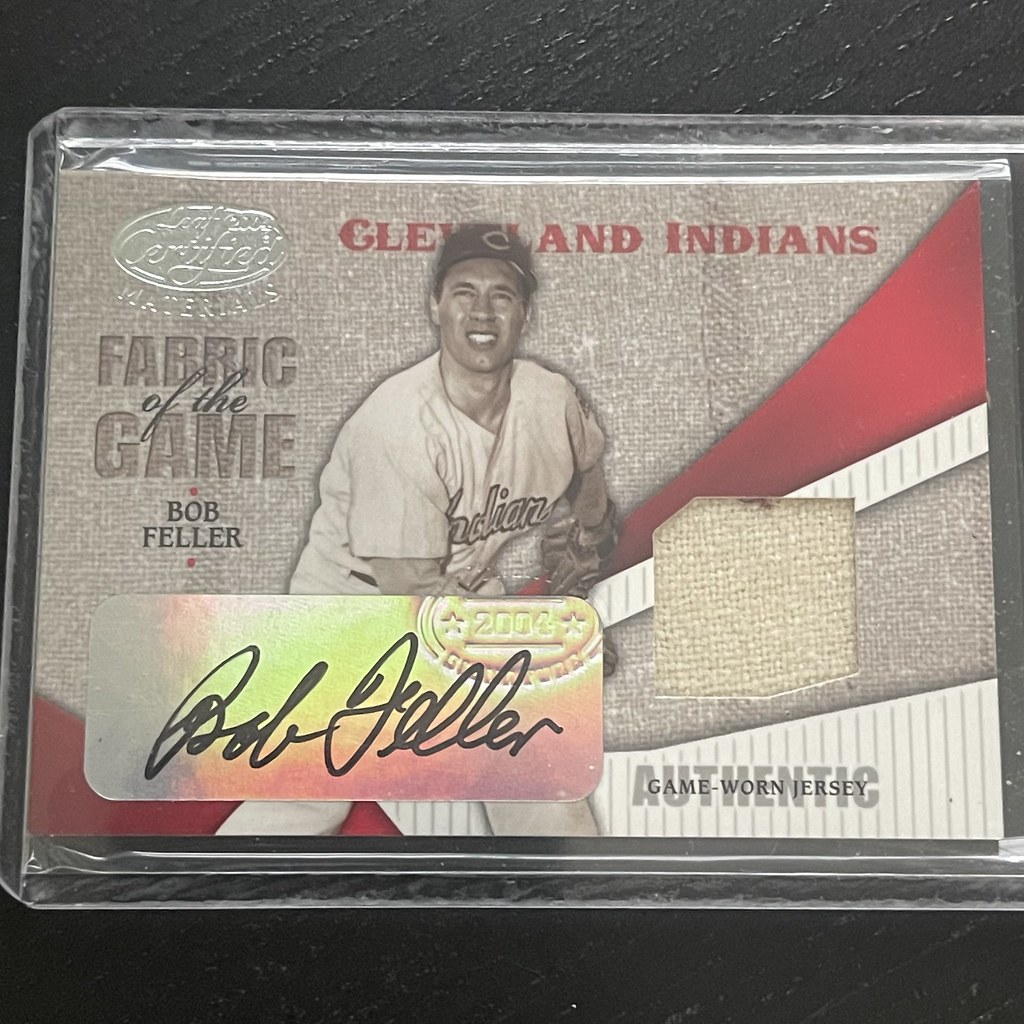 Leaf
Certified
MATERIALS
CLEVELAND INDIANS
C
FABRIC
of the
GAME
BOB
FELLER
Indians
2004
Bob Feller
AUTHENTIC
GAME-WORN JERSEY